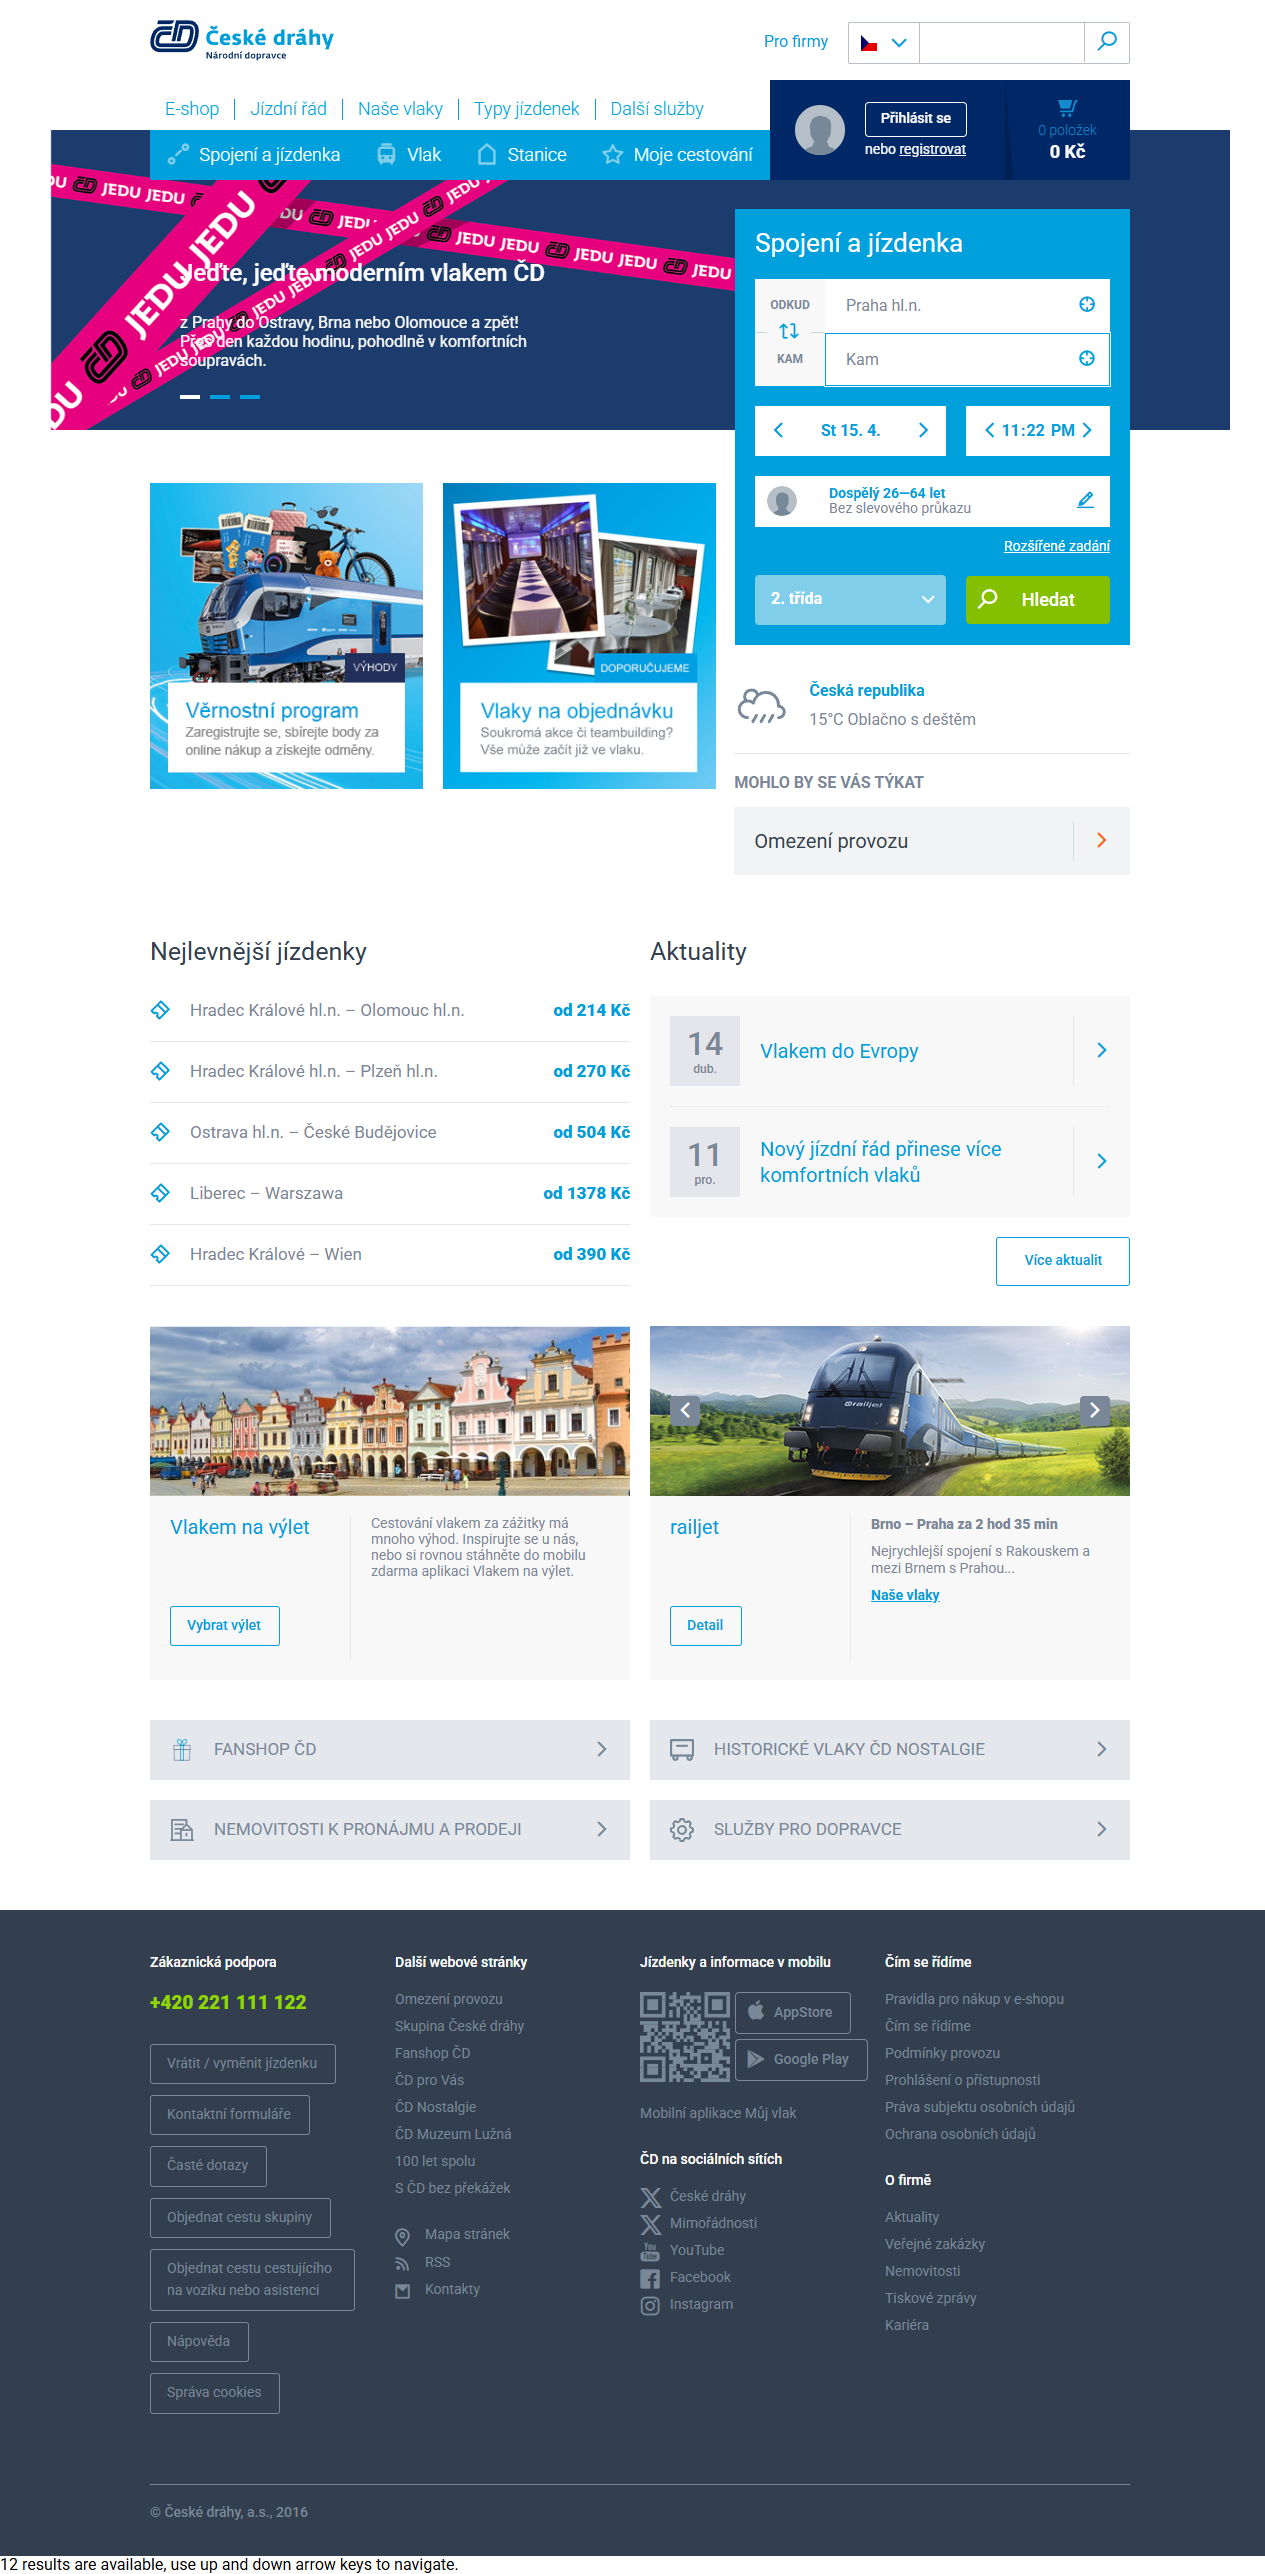 ČD České dráhy
Národní dopravce
Pro firmy
E-shop
Jízdní řád
Naše vlaky
Typy jízdenek
Další služby
Přihlásit se
nebo registrovat
0 položek
0 Kč
Spojení a jízdenka
Vlak
Stanice
Moje cestování
JEDU JEDU JEDU
Jeďte, jeďte moderním vlakem ČD
z Prahy do Ostravy, Brna nebo Olomouce a zpět!
Přes den každou hodinu, pohodlně v komfortních
soupravách.
Spojení a jízdenka
ODKUD
Praha hl.n.
KAM
Kam
St 15. 4.
11:22 PM
Dospělý 26—64 let
Bez slevového průkazu
Rozšířené zadání
2. třída
Hledat
VÝHODY
Věrnostní program
Zaregistrujte se, sbírejte body za
online nákup a získejte odměny.
DOPORUČUJEME
Vlaky na objednávku
Soukromá akce či teambuilding?
Vše může začít již ve vlaku.
Česká republika
15°C Oblačno s deštěm
MOHLO BY SE VÁS TÝKAT
Omezení provozu
Nejlevnější jízdenky
Hradec Králové hl.n. – Olomouc hl.n.
od 214 Kč
Hradec Králové hl.n. – Plzeň hl.n.
od 270 Kč
Ostrava hl.n. – České Budějovice
od 504 Kč
Liberec – Warszawa
od 1378 Kč
Hradec Králové – Wien
od 390 Kč
Aktuality
14
dub.
Vlakem do Evropy
11
pro.
Nový jízdní řád přinese více
komfortních vlaků
Více aktualit
Vlakem na výlet
Cestování vlakem za zážitky má
mnoho výhod. Inspirujte se u nás,
nebo si rovnou stáhněte do mobilu
zdarma aplikaci Vlakem na výlet.
Vybrat výlet
railjet
railjet
Brno – Praha za 2 hod 35 min
Nejrychlejší spojení s Rakouskem a
mezi Brnem s Prahou...
Naše vlaky
Detail
FANSHOP ČD
HISTORICKÉ VLAKY ČD NOSTALGIE
NEMOVITOSTI K PRONÁJMU A PRODEJI
SLUŽBY PRO DOPRAVCE
Zákaznická podpora
+420 221 111 122
Vrátit / vyměnit jízdenku
Kontaktní formuláře
Časté dotazy
Objednat cestu skupiny
Objednat cestu cestujícího
na vozíku nebo asistenci
Nápověda
Správa cookies
Další webové stránky
Omezení provozu
Skupina České dráhy
Fanshop ČD
ČD pro Vás
ČD Nostalgie
ČD Muzeum Lužná
100 let spolu
S ČD bez překážek
Mapa stránek
RSS
Kontakty
Jízdenky a informace v mobilu
AppStore
Google Play
Mobilní aplikace Můj vlak
ČD na sociálních sítích
České dráhy
Mimořádnosti
You
Tube
YouTube
Facebook
Instagram
Čím se řídíme
Pravidla pro nákup v e-shopu
Čím se řídíme
Podmínky provozu
Prohlášení o přístupnosti
Práva subjektu osobních údajů
Ochrana osobních údajů
O firmě
Aktuality
Veřejné zakázky
Nemovitosti
Tiskové zprávy
Kariéra
© České dráhy, a.s., 2016
12 results are available, use up and down arrow keys to navigate.